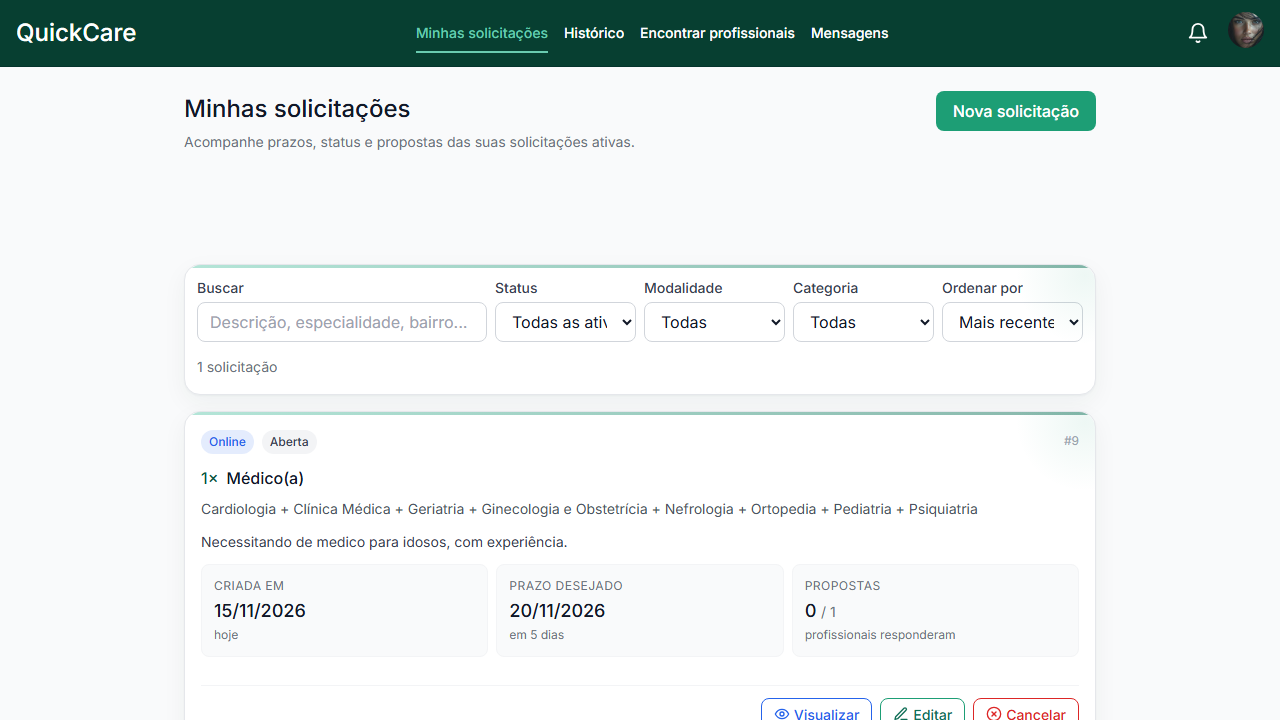 QuickCare
Minhas solicitações
Histórico
Encontrar profissionais
Mensagens
Minhas solicitações
Nova solicitação
Acompanhe prazos, status e propostas das suas solicitações ativas.
Buscar
Status
Modalidade
Categoria
Ordenar por
Descrição, especialidade, bairro...
Todas as ativ
Todas
Todas
Mais recente
1 solicitação
Online
Aberta
#9
1× Médico(a)
Cardiologia + Clínica Médica + Geriatria + Ginecologia e Obstetrícia + Nefrologia + Ortopedia + Pediatria + Psiquiatria
Necessitando de medico para idosos, com experiência.
CRIADA EM
15/11/2026
hoje
PRAZO DESEJADO
20/11/2026
em 5 dias
PROPOSTAS
0 / 1
profissionais responderam
Visualizar
Editar
Cancelar